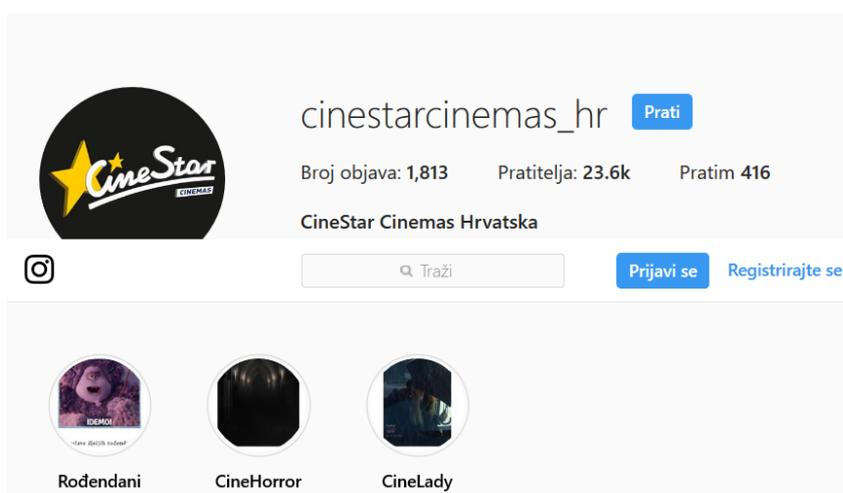 cinestarcinemas_hr Prati
Broj objava: 1,813 Pratitelja: 23.6k Pratim 416
CineStar CINEMAS
CineStar Cinemas Hrvatska
Traži Prijavi se Registrirajte se
IDEMO!
Rođendani CineHorror CineLady